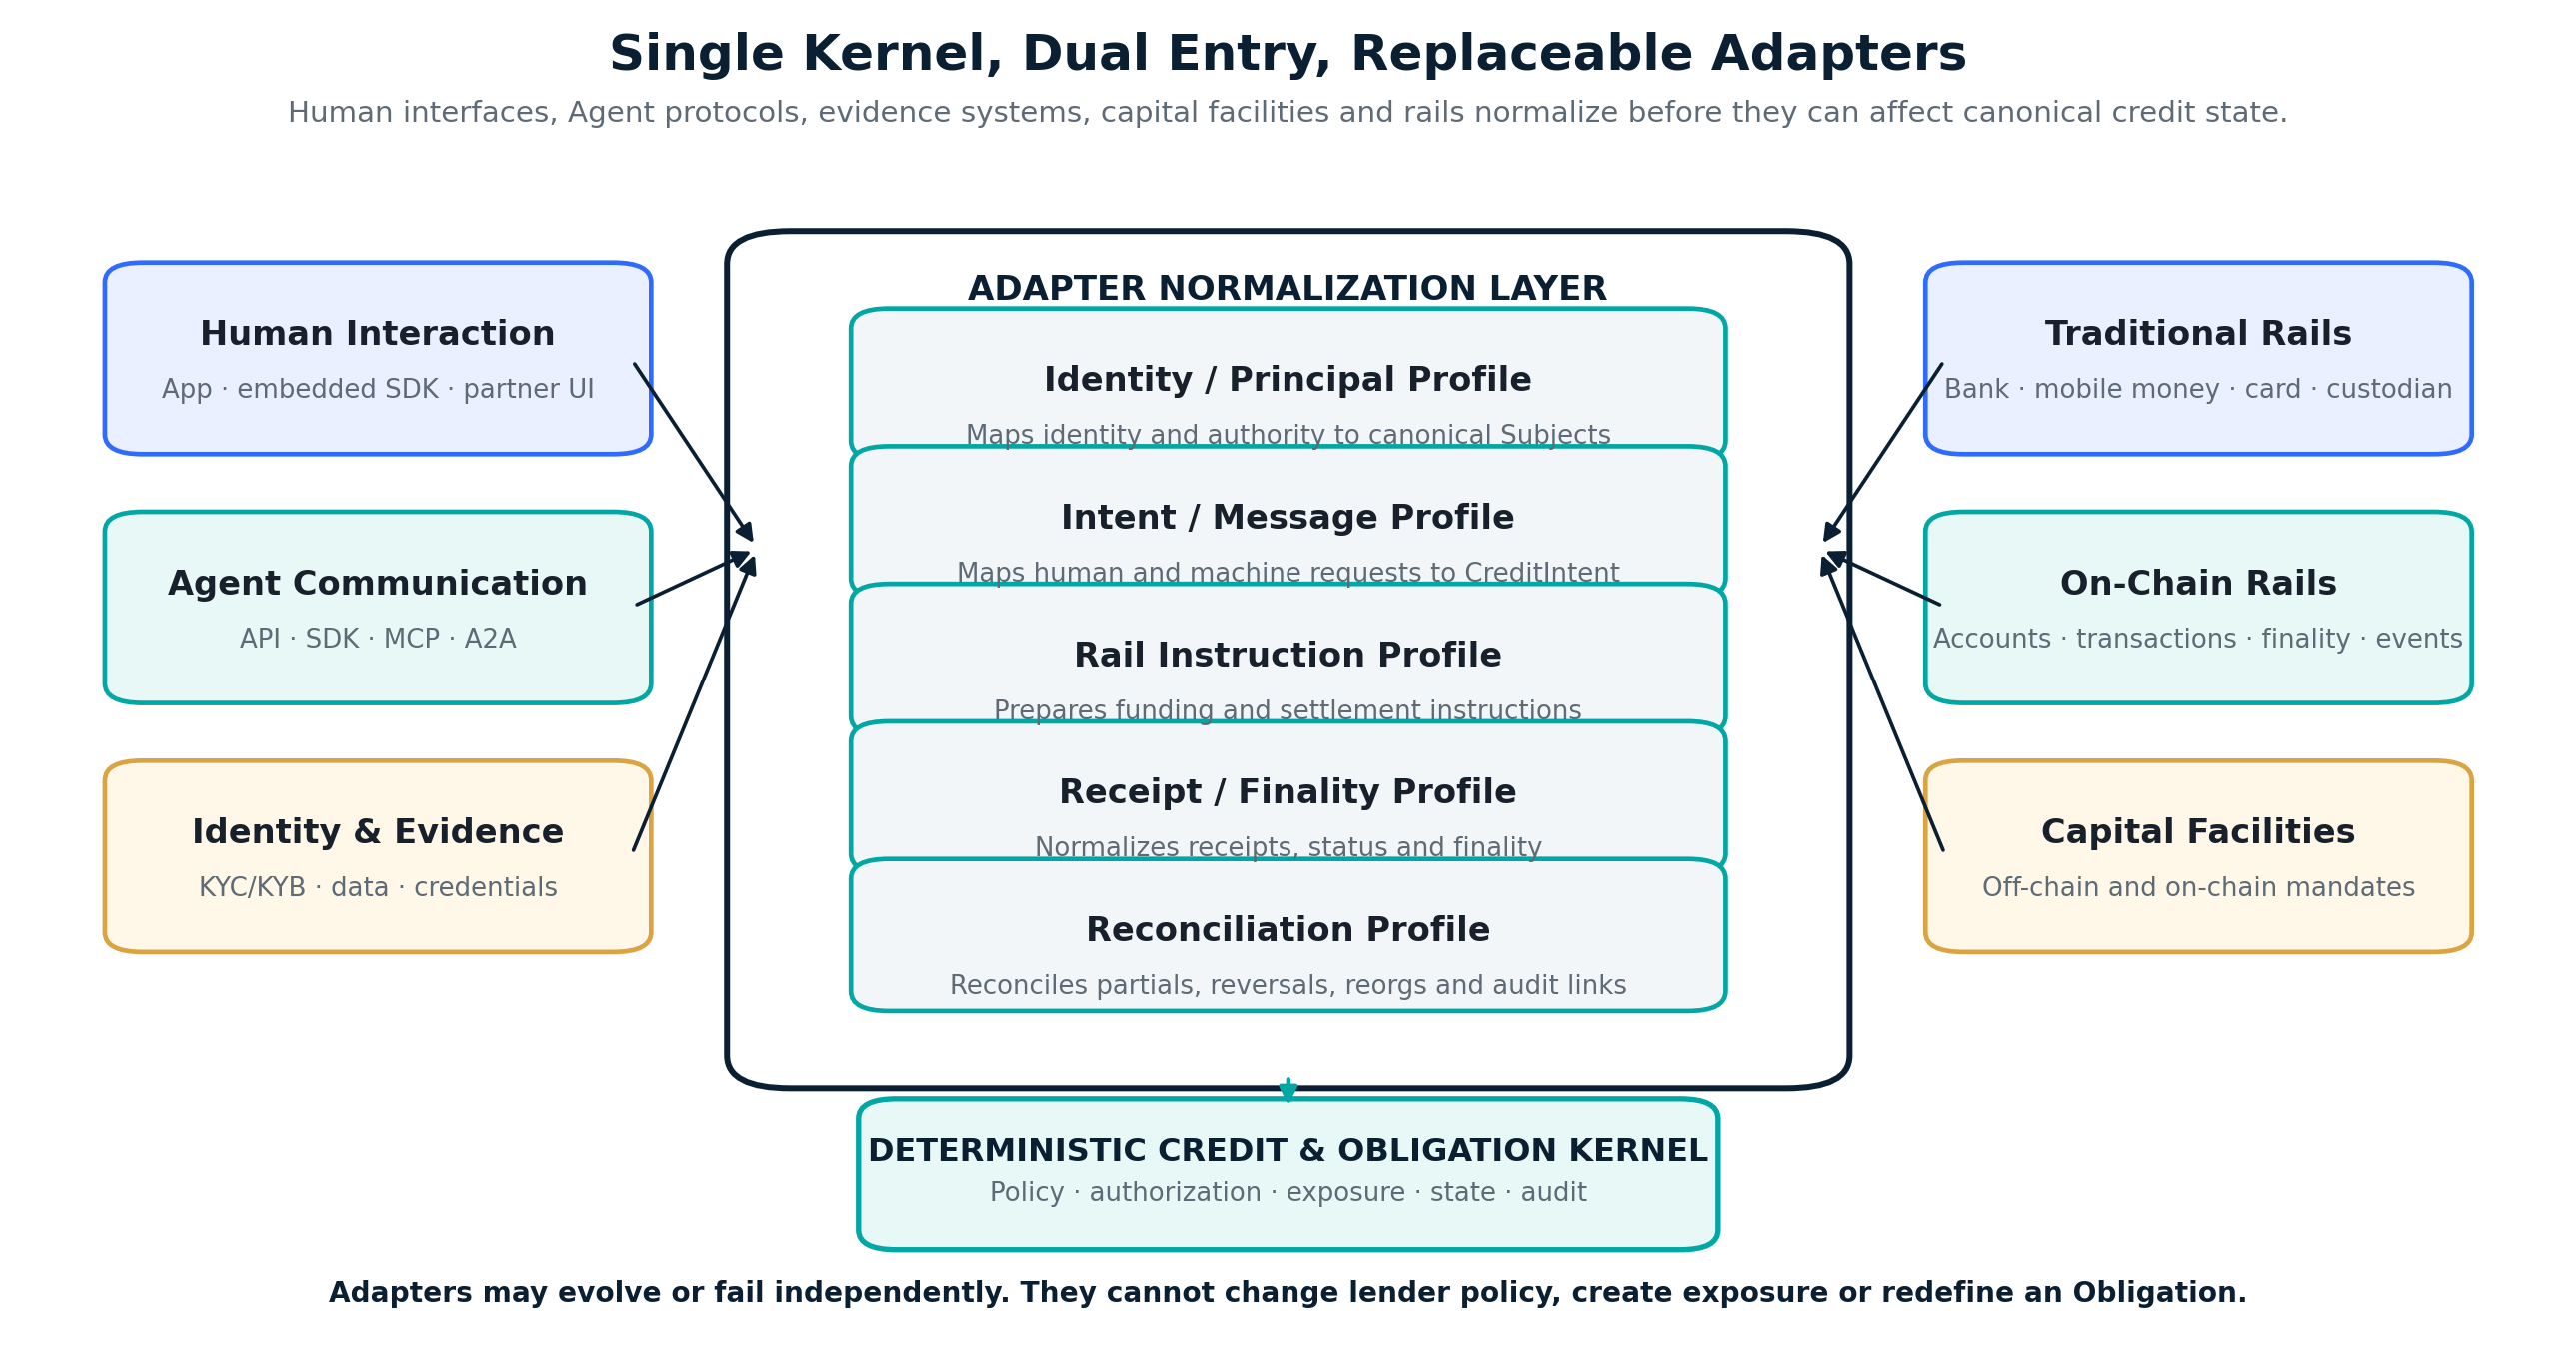 Single Kernel, Dual Entry, Replaceable Adapters
Human interfaces, Agent protocols, evidence systems, capital facilities and rails normalize before they can affect canonical credit state.
Human Interaction
App · embedded SDK · partner UI
Agent Communication
API · SDK · MCP · A2A
Identity & Evidence
KYC/KYB · data · credentials
ADAPTER NORMALIZATION LAYER
Identity / Principal Profile
Maps identity and authority to canonical Subjects
Intent / Message Profile
Maps human and machine requests to CreditIntent
Rail Instruction Profile
Prepares funding and settlement instructions
Receipt / Finality Profile
Normalizes receipts, status and finality
Reconciliation Profile
Reconciles partials, reversals, reorgs and audit links
Traditional Rails
Bank · mobile money · card · custodian
On-Chain Rails
Accounts · transactions · finality · events
Capital Facilities
Off-chain and on-chain mandates
DETERMINISTIC CREDIT & OBLIGATION KERNEL
Policy · authorization · exposure · state · audit
Adapters may evolve or fail independently. They cannot change lender policy, create exposure or redefine an Obligation.